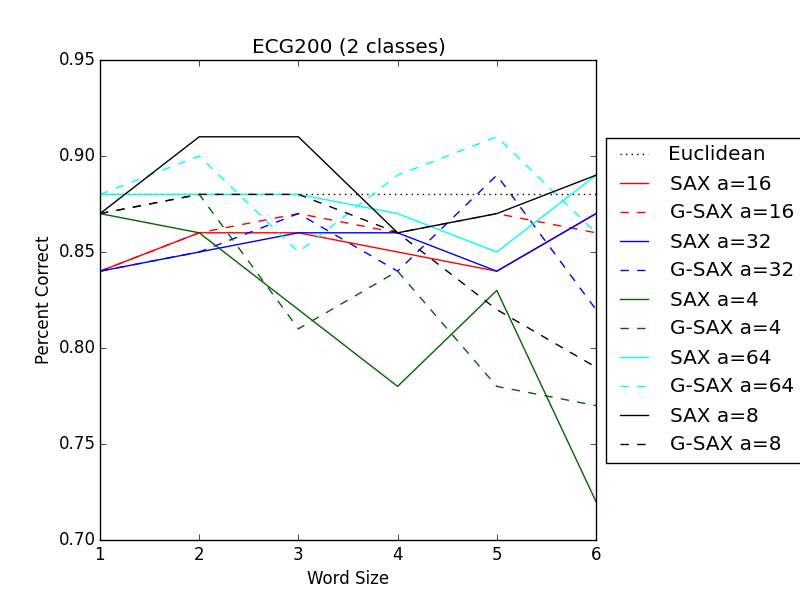 ECG200 (2 classes)
0.95
0.90
0.85
0.80
0.75
0.70
Percent Correct
1 2 3 4 5 6
Word Size
Euclidean
SAX a=16
G-SAX a=16
SAX a=32
G-SAX a=32
SAX a=4
G-SAX a=4
SAX a=64
G-SAX a=64
SAX a=8
G-SAX a=8